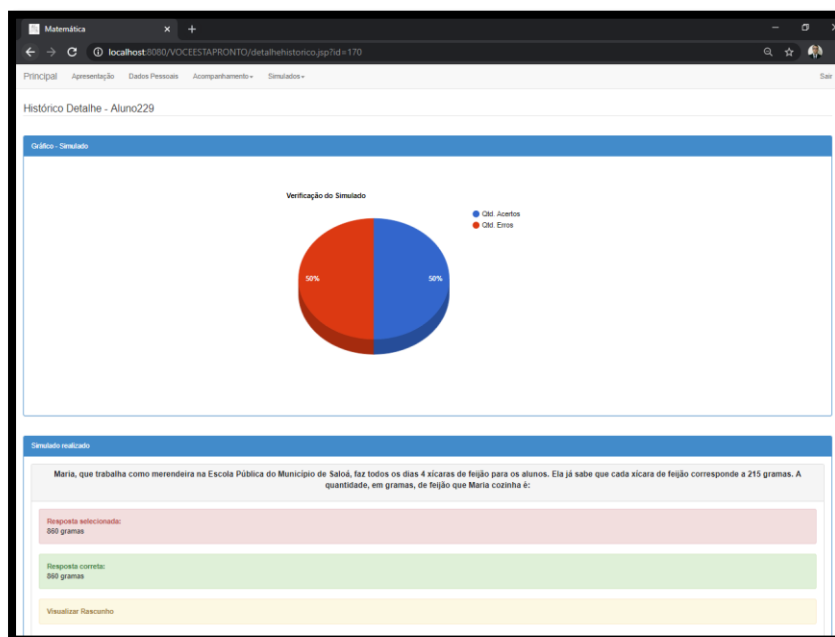 Matemática
localhost:8080/VOCEESTAPRONTO/detalhehistorico.jsp?id=170
Principal Apresentação Dados Pessoais Acompanhamento Simulados Sair
Histórico Detalhe - Aluno229
Gráfico - Simulado
Verificação do Simulado
Qtd. Acertos
Qtd. Erros
50% 50%
Simulado realizado
Maria, que trabalha como merendeira na Escola Pública do Município de Saloá, faz todos os dias 4 xícaras de feijão para os alunos. Ela já sabe que cada xícara de feijão corresponde a 215 gramas. A
quantidade, em gramas, de feijão que Maria cozinha é:
Resposta selecionada:
860 gramas
Resposta correta:
860 gramas
Visualizar Rascunho